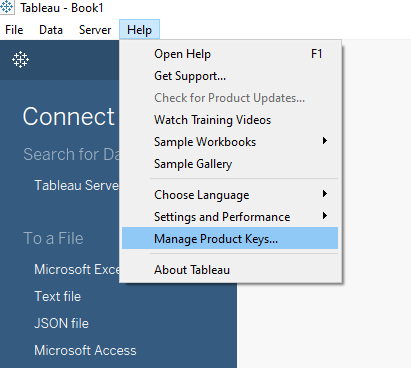 Tableau - Book1
File Data Server Help
Open Help F1
Get Support...
Check for Product Updates...
Watch Training Videos
Sample Workbooks
Sample Gallery
Choose Language
Settings and Performance
Manage Product Keys...
About Tableau
Connect
Search for Da
Tableau Serve
To a File
Microsoft Exce
Text file
JSON file
Microsoft Access